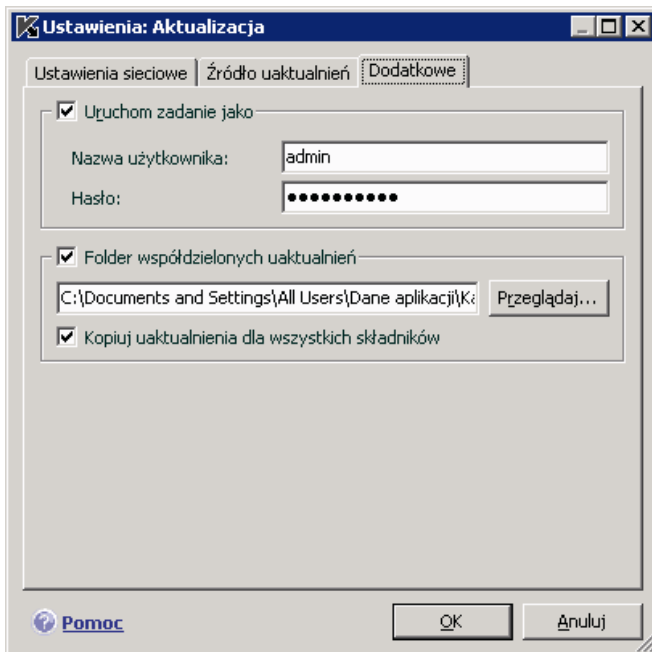 Ustawienia: Aktualizacja
Ustawienia sieciowe Źródło uaktualnień Dodatkowe
Uruchom zadanie jako
Nazwa użytkownika: admin
Hasło: ●●●●●●●●●●
Folder współdzielonych uaktualnień
C:\Documents and Settings\All Users\Dane aplikacji\Ka Przeglądaj...
Kopiuj uaktualnienia dla wszystkich składników
Pomoc OK Anuluj